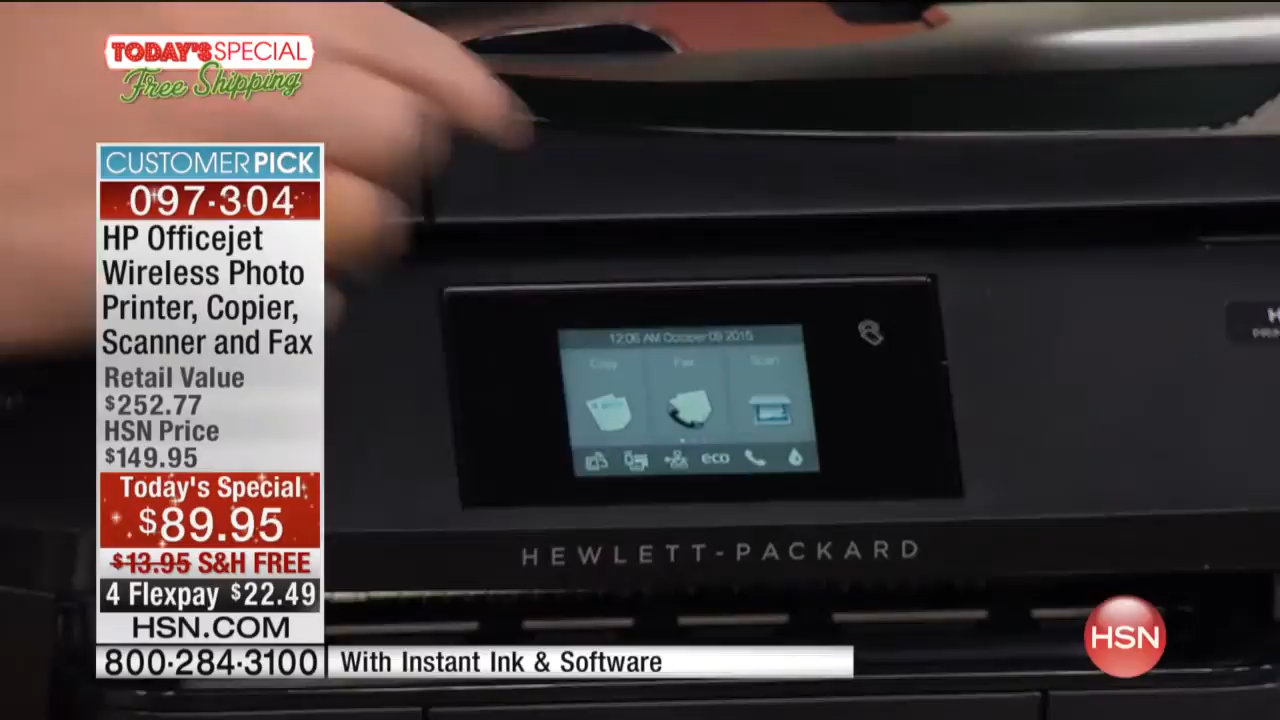 TODAY'S SPECIAL
Free Shipping
CUSTOMER PICK
097·304
HP Officejet
Wireless Photo
Printer, Copier,
Scanner and Fax
Retail Value
$252.77
HSN Price
$149.95
Today's Special
$89.95
$13.95 S&H FREE
4 Flexpay $22.49
HSN.COM
800·284·3100
With Instant Ink & Software
12:06 AM October 09 2015
Copy
Fax
Scan
eco
HEWLETT-PACKARD
HSN